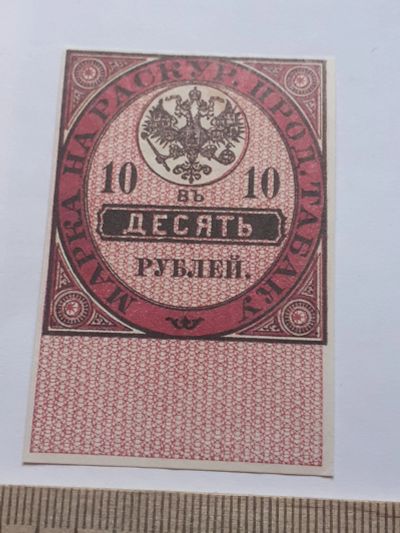 МАРКА НА РАСКУР. ПРОД. ТАБАКУ
10 ВЪ 10
ДЕСЯТЬ
РУБЛЕЙ.